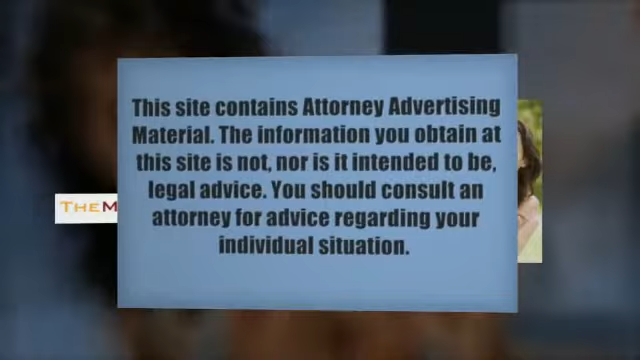 This site contains Attorney Advertising
Material. The information you obtain at
this site is not, nor is it intended to be,
legal advice. You should consult an
attorney for advice regarding your
individual situation.
THEM